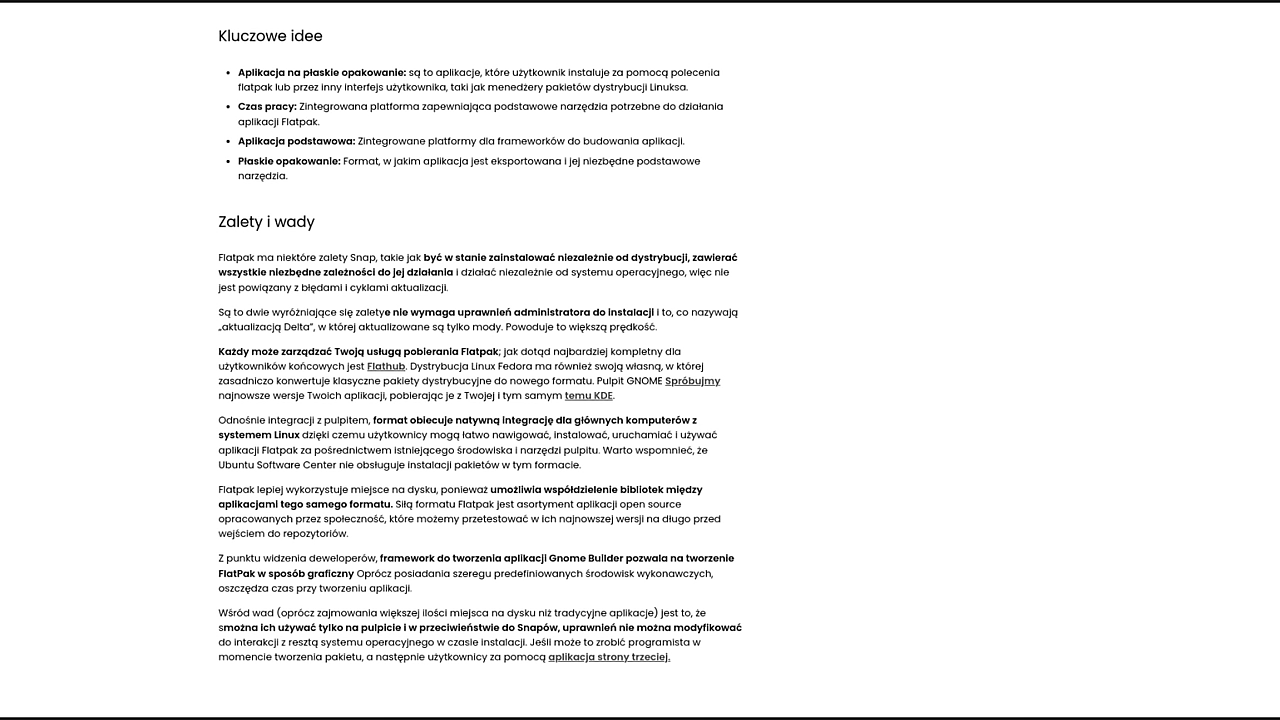 Kluczowe idee
• Aplikacja na płaskie opakowanie: są to aplikacje, które użytkownik instaluje za pomocą polecenia
flatpak lub przez inny interfejs użytkownika, taki jak menedżery pakietów dystrybucji Linuksa.
• Czas pracy: Zintegrowana platforma zapewniająca podstawowe narzędzia potrzebne do działania
aplikacji Flatpak.
• Aplikacja podstawowa: Zintegrowane platformy dla frameworków do budowania aplikacji.
• Płaskie opakowanie: Format, w jakim aplikacja jest eksportowana i jej niezbędne podstawowe
narzędzia.
Zalety i wady
Flatpak ma niektóre zalety Snap, takie jak być w stanie zainstalować niezależnie od dystrybucji, zawierać
wszystkie niezbędne zależności do jej działania i działać niezależnie od systemu operacyjnego, więc nie
jest powiązany z błędami i cyklami aktualizacji.
Są to dwie wyróżniające się zaletye nie wymaga uprawnień administratora do instalacji i to, co nazywają
„aktualizacją Delta”, w której aktualizowane są tylko mody. Powoduje to większą prędkość.
Każdy może zarządzać Twoją usługą pobierania Flatpak; jak dotąd najbardziej kompletny dla
użytkowników końcowych jest Flathub. Dystrybucja Linux Fedora ma również swoją własną, w której
zasadniczo konwertuje klasyczne pakiety dystrybucyjne do nowego formatu. Pulpit GNOME Spróbujmy
najnowsze wersje Twoich aplikacji, pobierając je z Twojej i tym samym temu KDE.
Odnośnie integracji z pulpitem, format obiecuje natywną integrację dla głównych komputerów z
systemem Linux dzięki czemu użytkownicy mogą łatwo nawigować, instalować, uruchamiać i używać
aplikacji Flatpak za pośrednictwem istniejącego środowiska i narzędzi pulpitu. Warto wspomnieć, że
Ubuntu Software Center nie obsługuje instalacji pakietów w tym formacie.
Flatpak lepiej wykorzystuje miejsce na dysku, ponieważ umożliwia współdzielenie bibliotek między
aplikacjami tego samego formatu. Siłą formatu Flatpak jest asortyment aplikacji open source
opracowanych przez społeczność, które możemy przetestować w ich najnowszej wersji na długo przed
wejściem do repozytoriów.
Z punktu widzenia deweloperów, framework do tworzenia aplikacji Gnome Builder pozwala na tworzenie
FlatPak w sposób graficzny Oprócz posiadania szeregu predefiniowanych środowisk wykonawczych,
oszczędza czas przy tworzeniu aplikacji.
Wśród wad (oprócz zajmowania większej ilości miejsca na dysku niż tradycyjne aplikacje) jest to, że
smożna ich używać tylko na pulpicie i w przeciwieństwie do Snapów, uprawnień nie można modyfikować
do interakcji z resztą systemu operacyjnego w czasie instalacji. Jeśli może to zrobić programista w
momencie tworzenia pakietu, a następnie użytkownicy za pomocą aplikacja strony trzeciej.